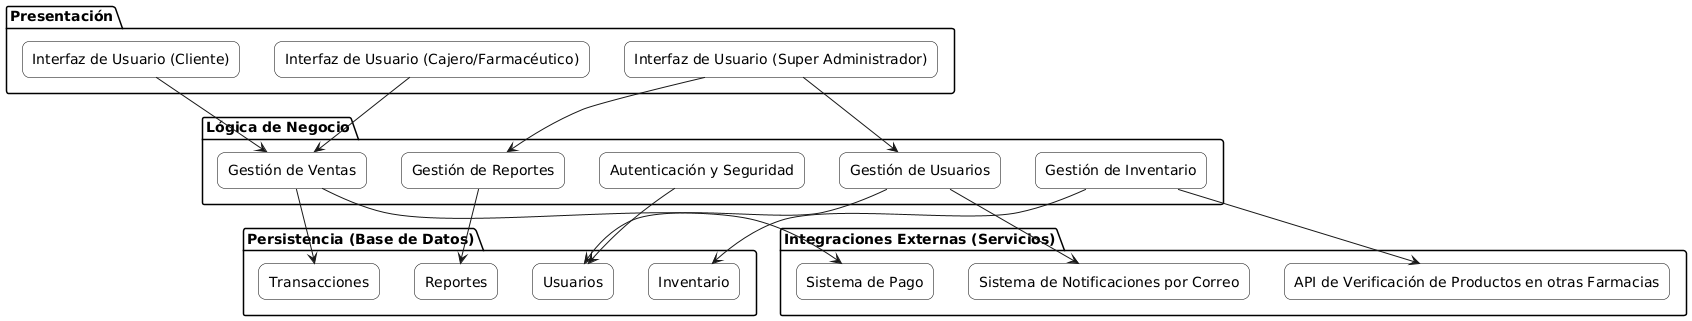 Presentación
Interfaz de Usuario (Cliente)
Interfaz de Usuario (Cajero/Farmacéutico)
Interfaz de Usuario (Super Administrador)
Lógica de Negocio
Gestión de Ventas
Gestión de Reportes
Autenticación y Seguridad
Gestión de Usuarios
Gestión de Inventario
Persistencia (Base de Datos)
Transacciones
Reportes
Usuarios
Inventario
Integraciones Externas (Servicios)
Sistema de Pago
Sistema de Notificaciones por Correo
API de Verificación de Productos en otras Farmacias